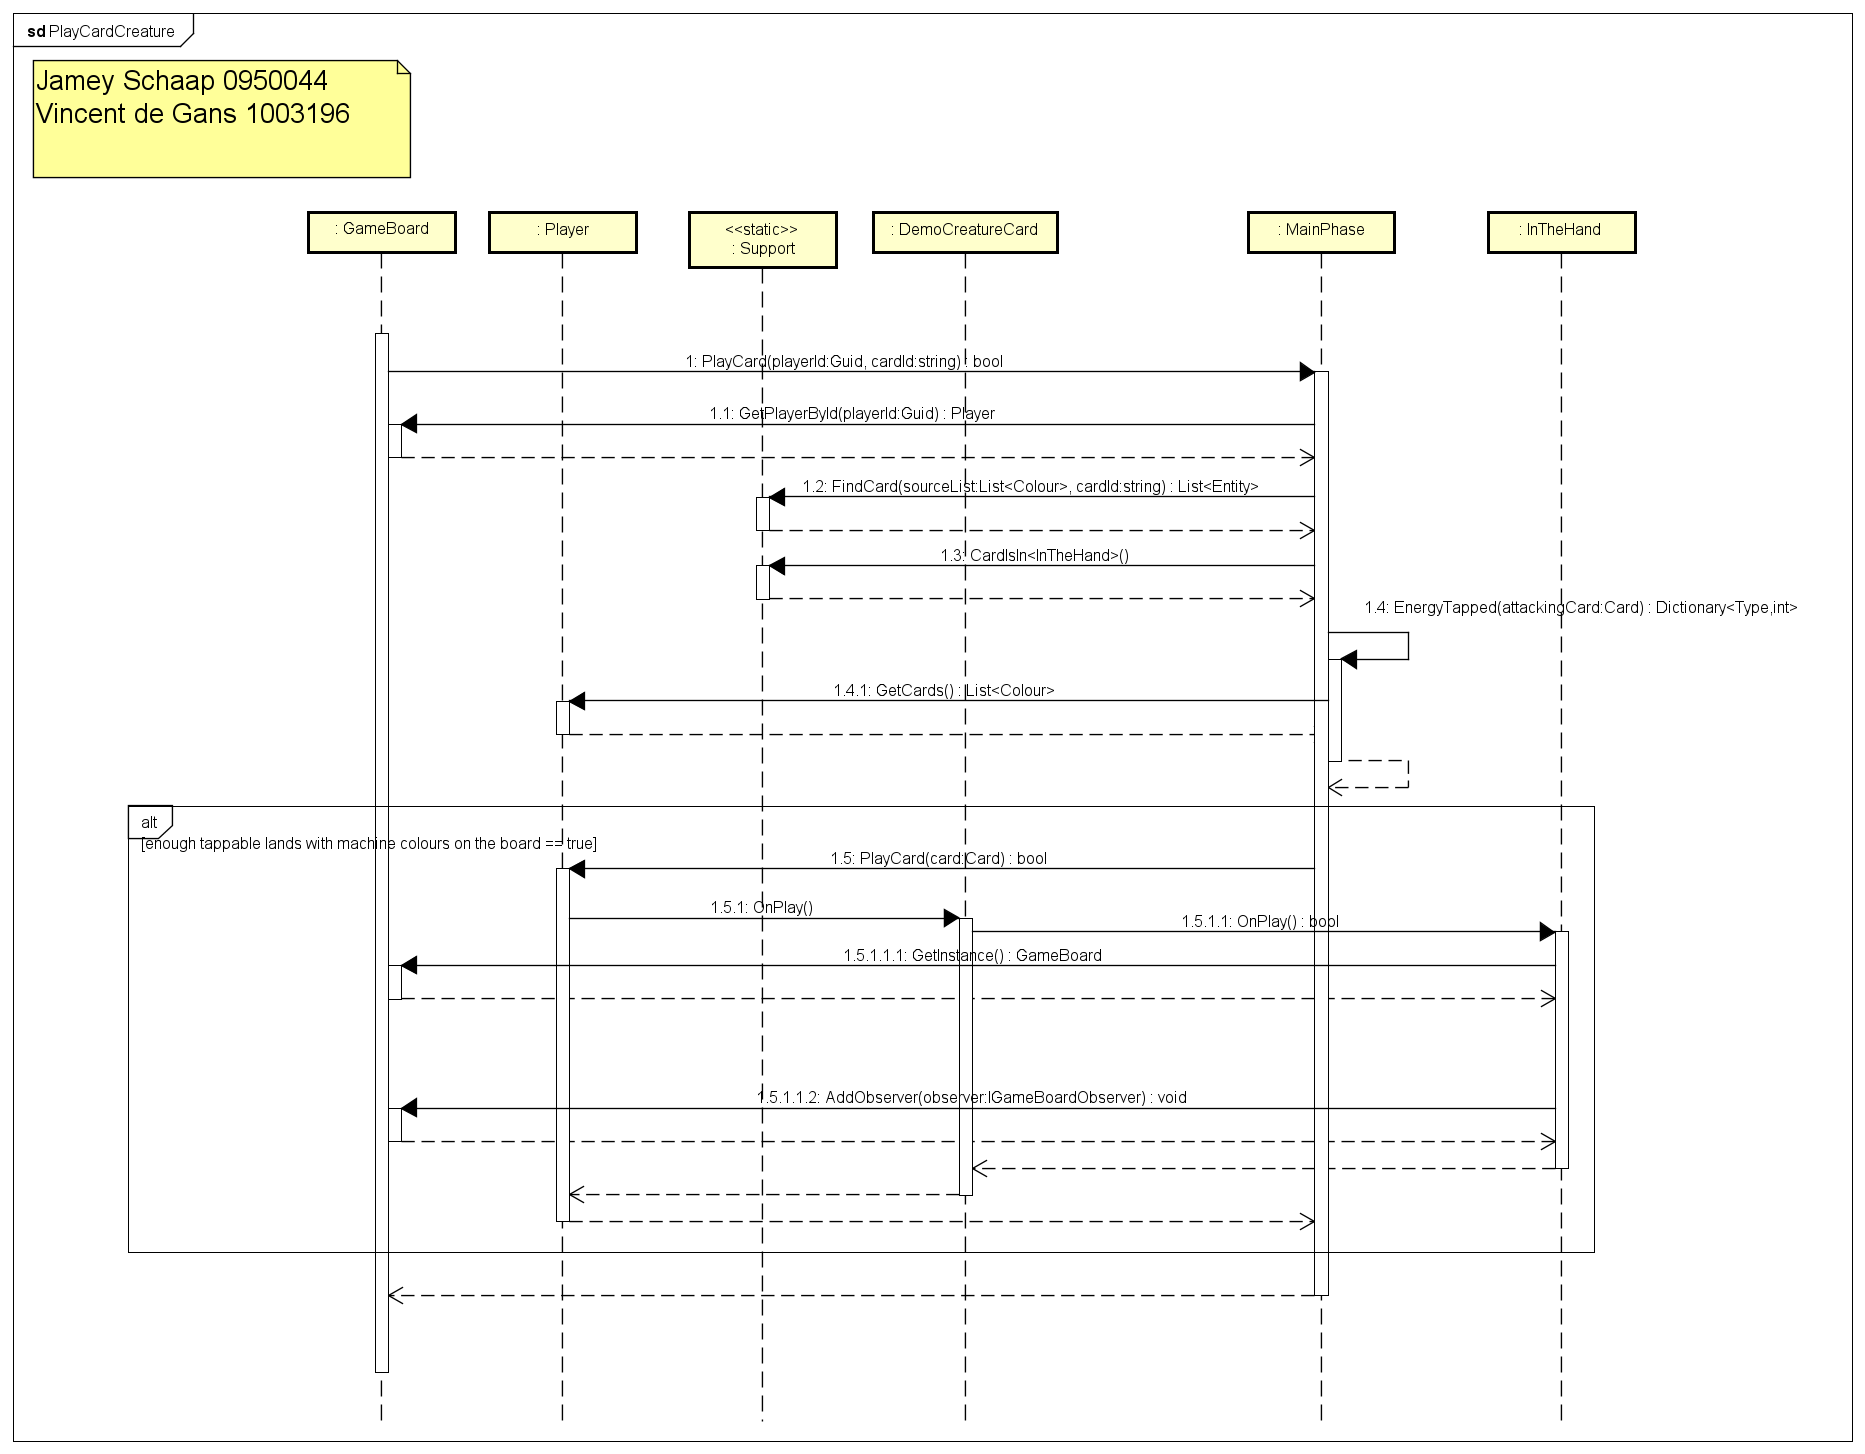 sd PlayCardCreature
Jamey Schaap 0950044
Vincent de Gans 1003196
: GameBoard
: Player
<<static>>
: Support
: DemoCreatureCard
: MainPhase
: InTheHand
1: PlayCard(playerId:Guid, cardId:string) : bool
1.1: GetPlayerById(playerId:Guid) : Player
1.2: FindCard(sourceList:List<Colour>, cardId:string) : List<Entity>
1.3: CardIsIn<InTheHand>()
1.4: EnergyTapped(attackingCard:Card) : Dictionary<Type,int>
1.4.1: GetCards() : List<Colour>
alt
[enough tappable lands with machine colours on the board == true]
1.5: PlayCard(card:Card) : bool
1.5.1: OnPlay()
1.5.1.1: OnPlay() : bool
1.5.1.1.1: GetInstance() : GameBoard
1.5.1.1.2: AddObserver(observer:IGameBoardObserver) : void